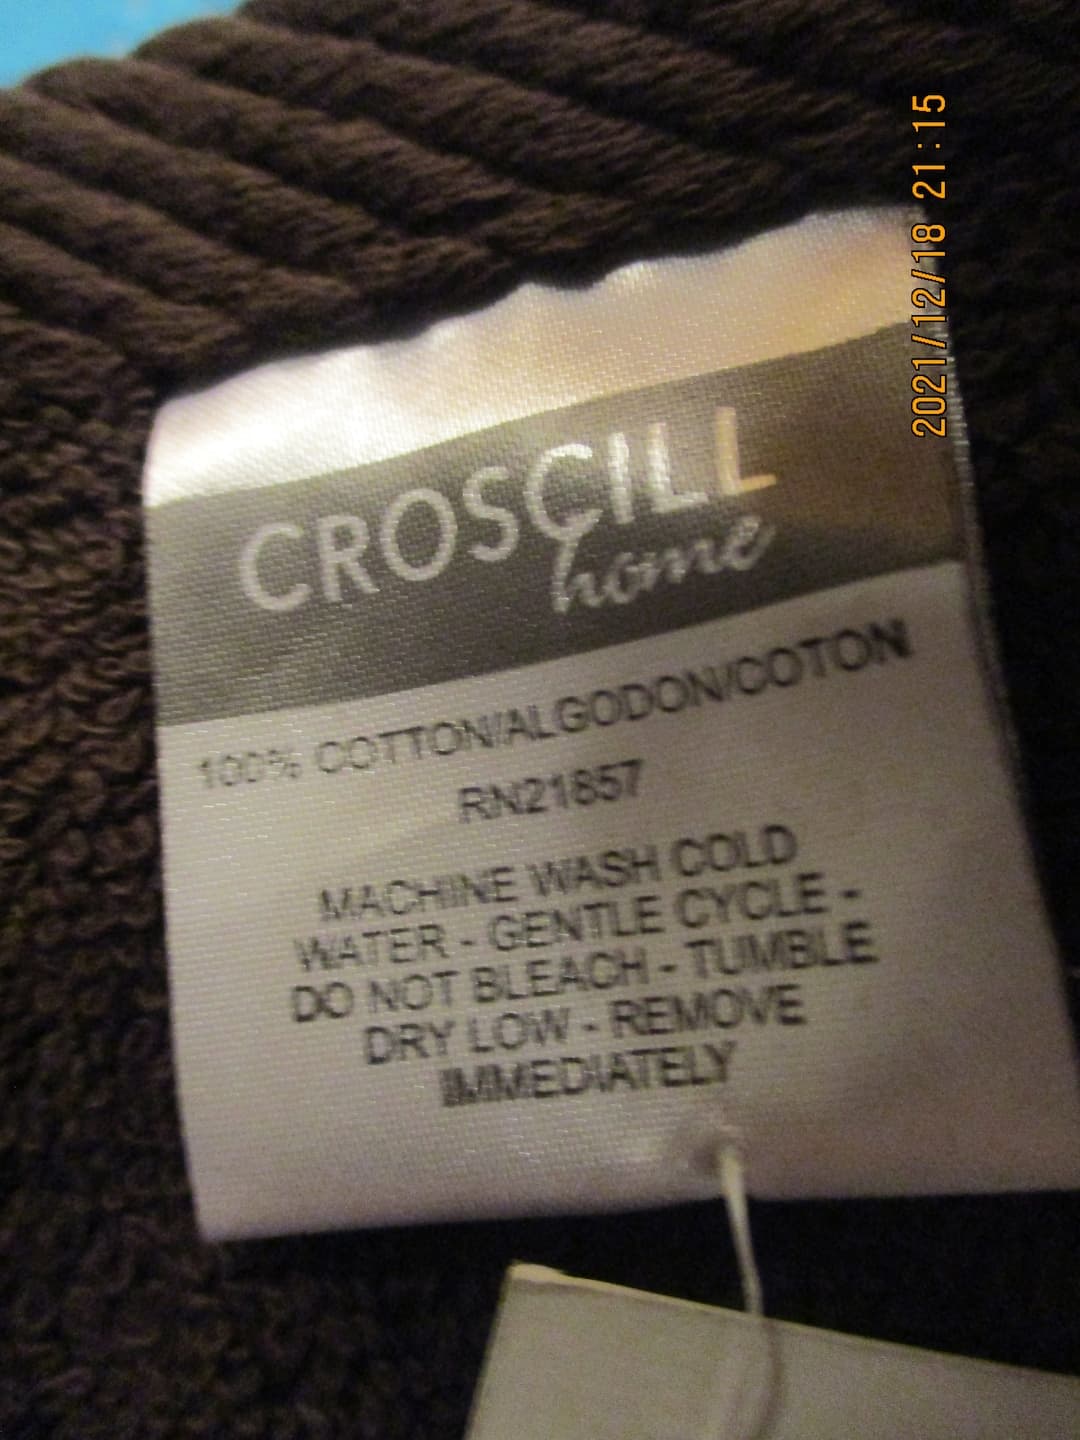 CROSCILL
home
100% COTTON/ALGODON/COTON
RN21857
MACHINE WASH COLD
WATER - GENTLE CYCLE -
DO NOT BLEACH - TUMBLE
DRY LOW - REMOVE
IMMEDIATELY
2021/12/18 21:15